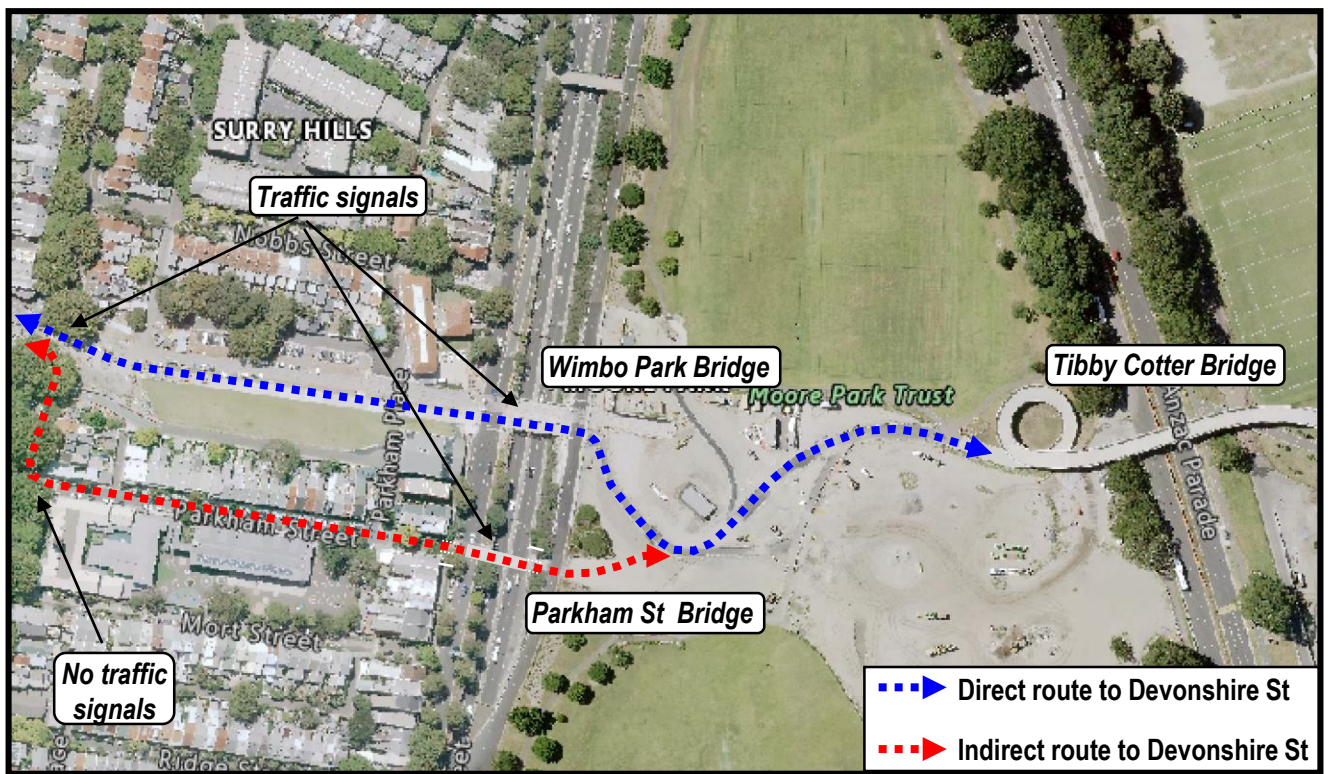 SURRY HILLS
Traffic signals
Nobbs Street
Wimbo Park Bridge
Tibby Cotter Bridge
Moore Park Trust
Parkham Place
Anzac Parade
Parkham Street
Parkham St Bridge
Mort Street
No traffic
signals
Direct route to Devonshire St
Indirect route to Devonshire St